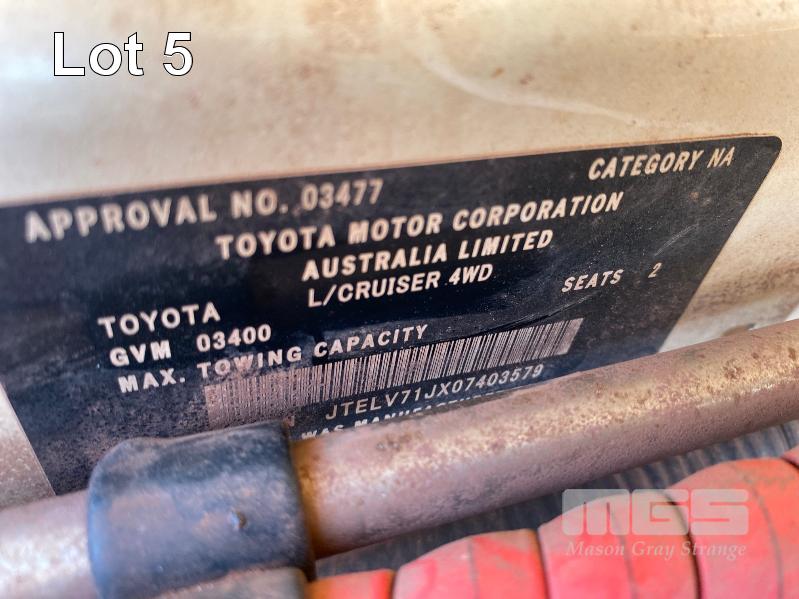 Lot 5
APPROVAL NO. 03477 CATEGORY NA
TOYOTA MOTOR CORPORATION
AUSTRALIA LIMITED
TOYOTA L/CRUISER 4WD SEATS 2
GVM 03400
MAX. TOWING CAPACITY
JTELV71JX07403579
WAS
MGS
Mason Gray Strange